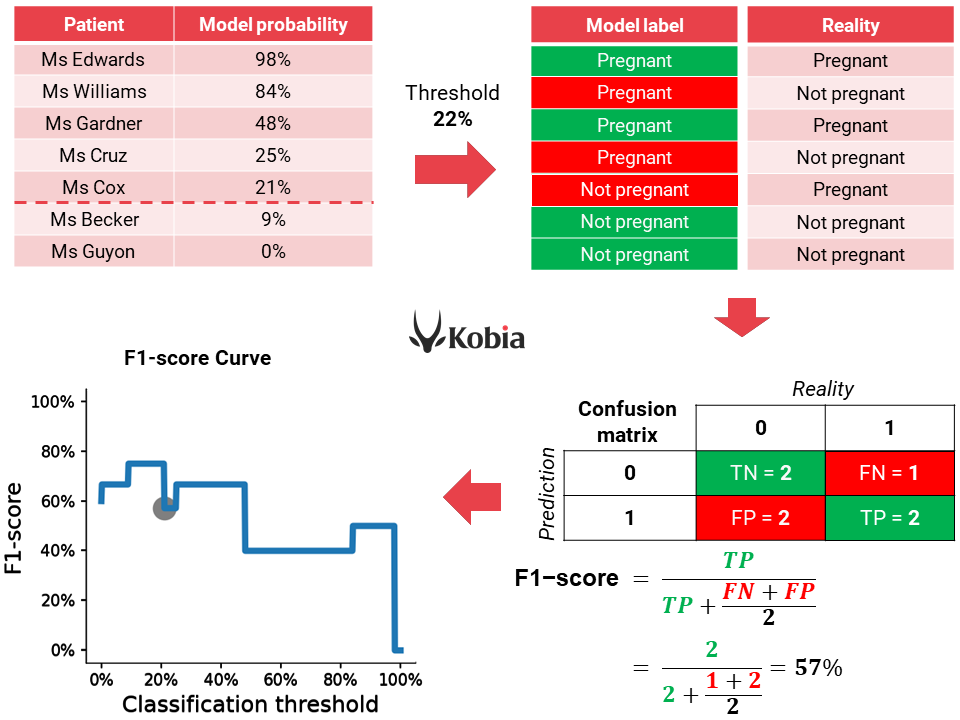 Patient Model probability
Ms Edwards 98%
Ms Williams 84%
Ms Gardner 48%
Ms Cruz 25%
Ms Cox 21%
Ms Becker 9%
Ms Guyon 0%
Threshold
22%
Model label Reality
Pregnant Pregnant
Pregnant Not pregnant
Pregnant Pregnant
Pregnant Not pregnant
Not pregnant Pregnant
Not pregnant Not pregnant
Not pregnant Not pregnant
Kobia
F1-score Curve
F1-score
100%
80%
60%
40%
20%
0%
0% 20% 40% 60% 80% 100%
Classification threshold
Reality
Confusion
matrix
0 1
Prediction
0 TN = 2 FN = 1
1 FP = 2 TP = 2
F1−score = TP
TP + FN + FP
2
= 2
2 + 1 + 2
2
= 57%